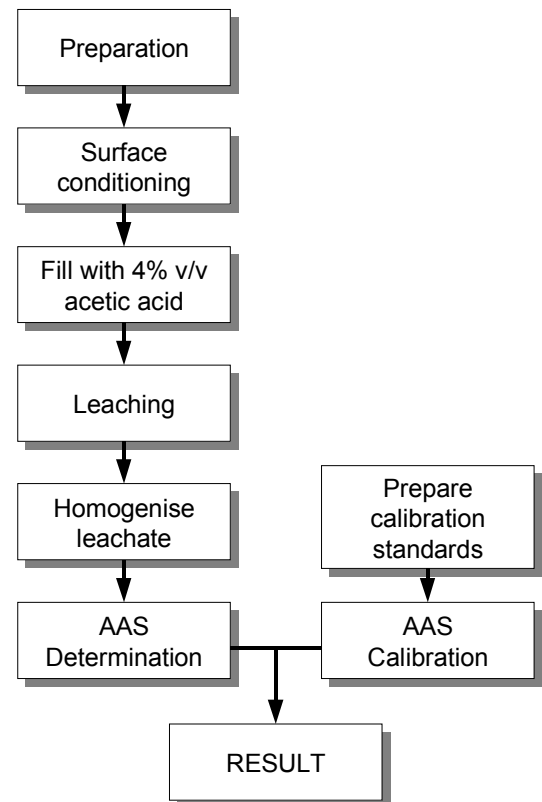 Preparation
Surface
conditioning
Fill with 4% v/v
acetic acid
Leaching
Homogenise
leachate
Prepare
calibration
standards
AAS
Determination
AAS
Calibration
RESULT